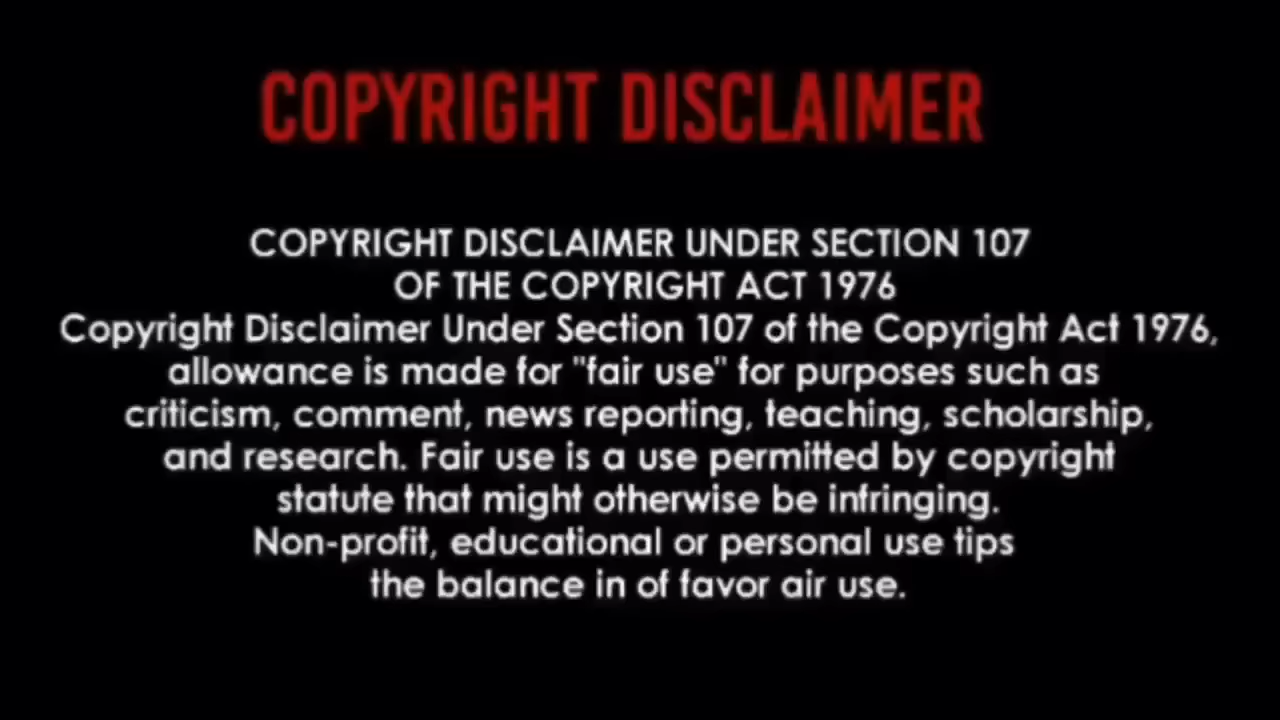 COPYRIGHT DISCLAIMER
COPYRIGHT DISCLAIMER UNDER SECTION 107
OF THE COPYRIGHT ACT 1976
Copyright Disclaimer Under Section 107 of the Copyright Act 1976,
allowance is made for "fair use" for purposes such as
criticism, comment, news reporting, teaching, scholarship,
and research. Fair use is a use permitted by copyright
statute that might otherwise be infringing.
Non-profit, educational or personal use tips
the balance in of favor air use.